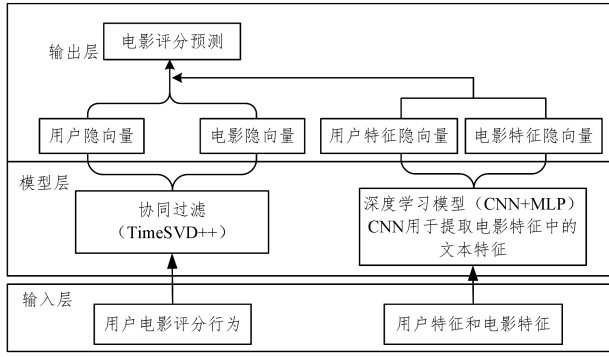 电影评分预测
输出层
用户隐向量
电影隐向量
用户特征隐向量
电影特征隐向量
模型层
协同过滤
（TimeSVD++）
深度学习模型（CNN+MLP）
CNN用于提取电影特征中的
文本特征
输入层
用户电影评分行为
用户特征和电影特征